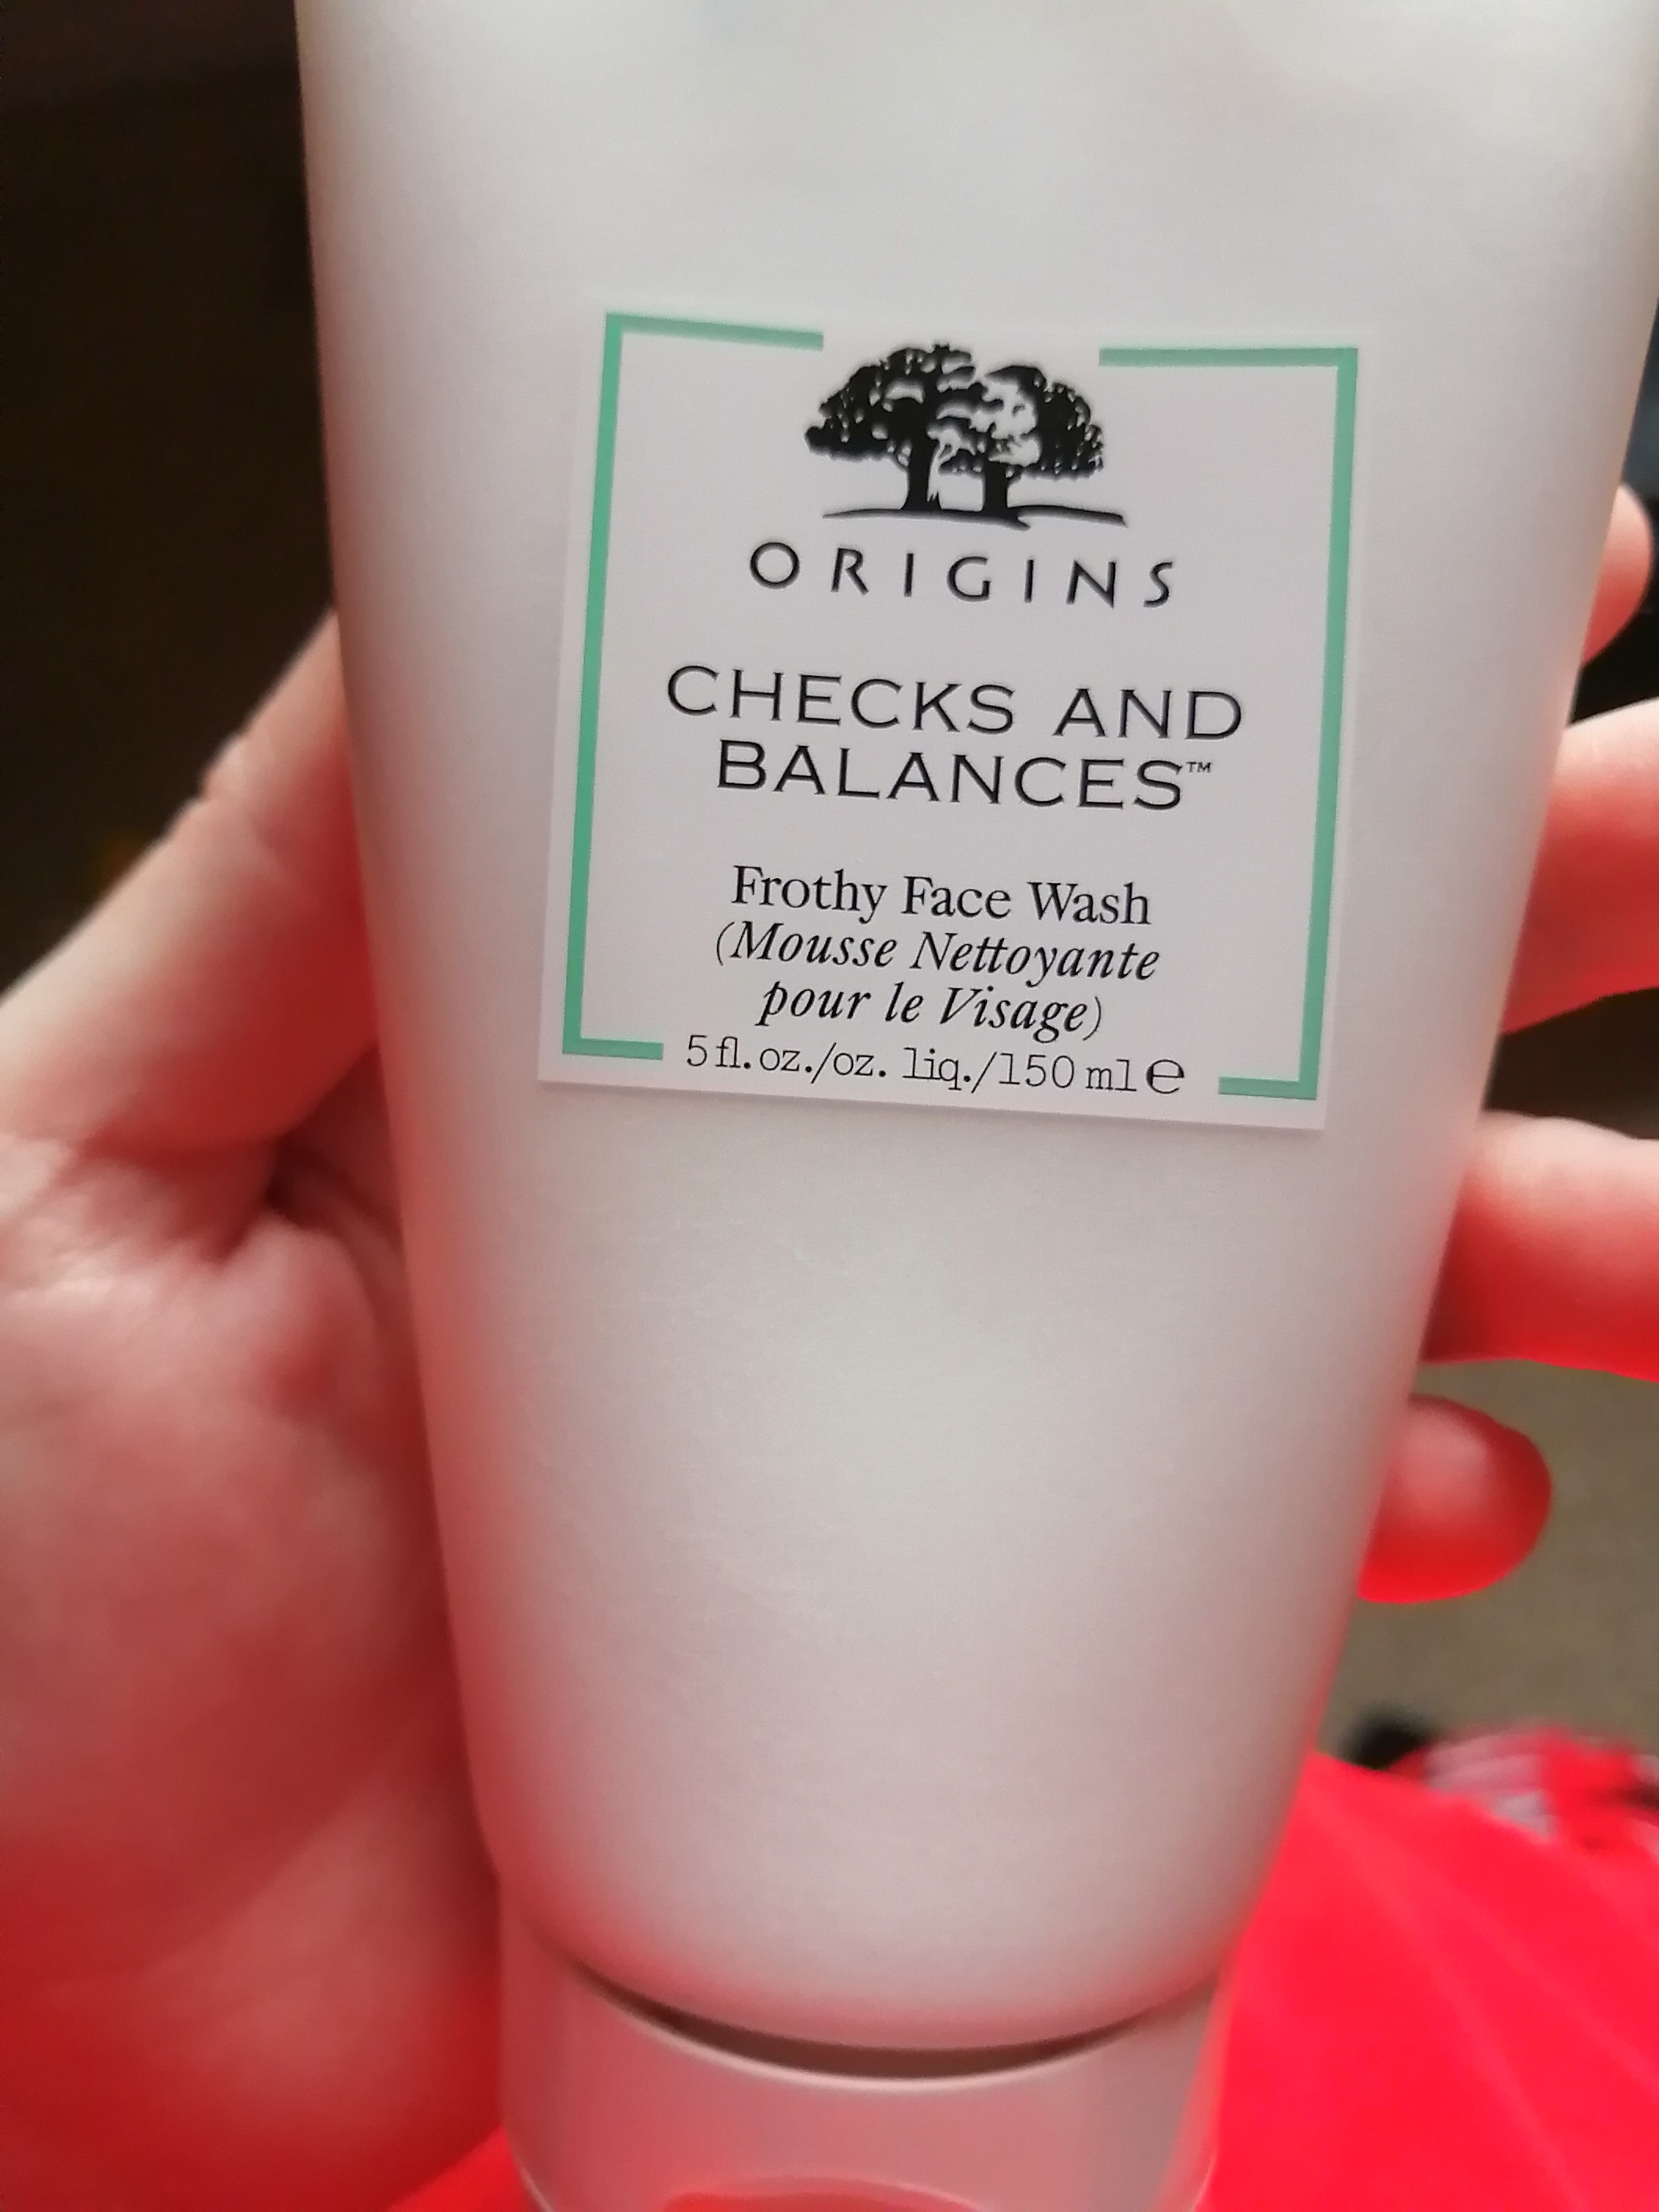 ORIGINS
CHECKS AND
BALANCES™
Frothy Face Wash
(Mousse Nettoyante
pour le Visage)
5 fl. oz./oz. liq./150 ml ℮